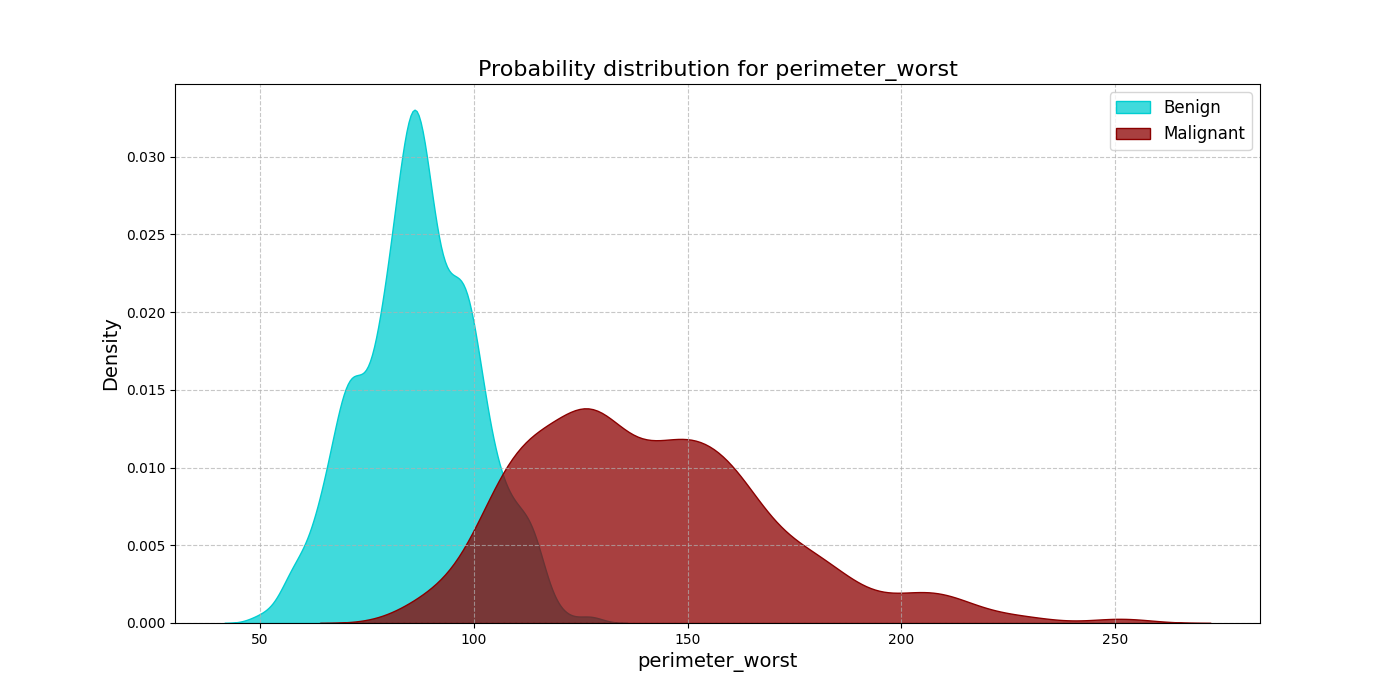 Probability distribution for perimeter_worst
Benign
Malignant
Density
0.030
0.025
0.020
0.015
0.010
0.005
0.000
50 100 150 200 250
perimeter_worst